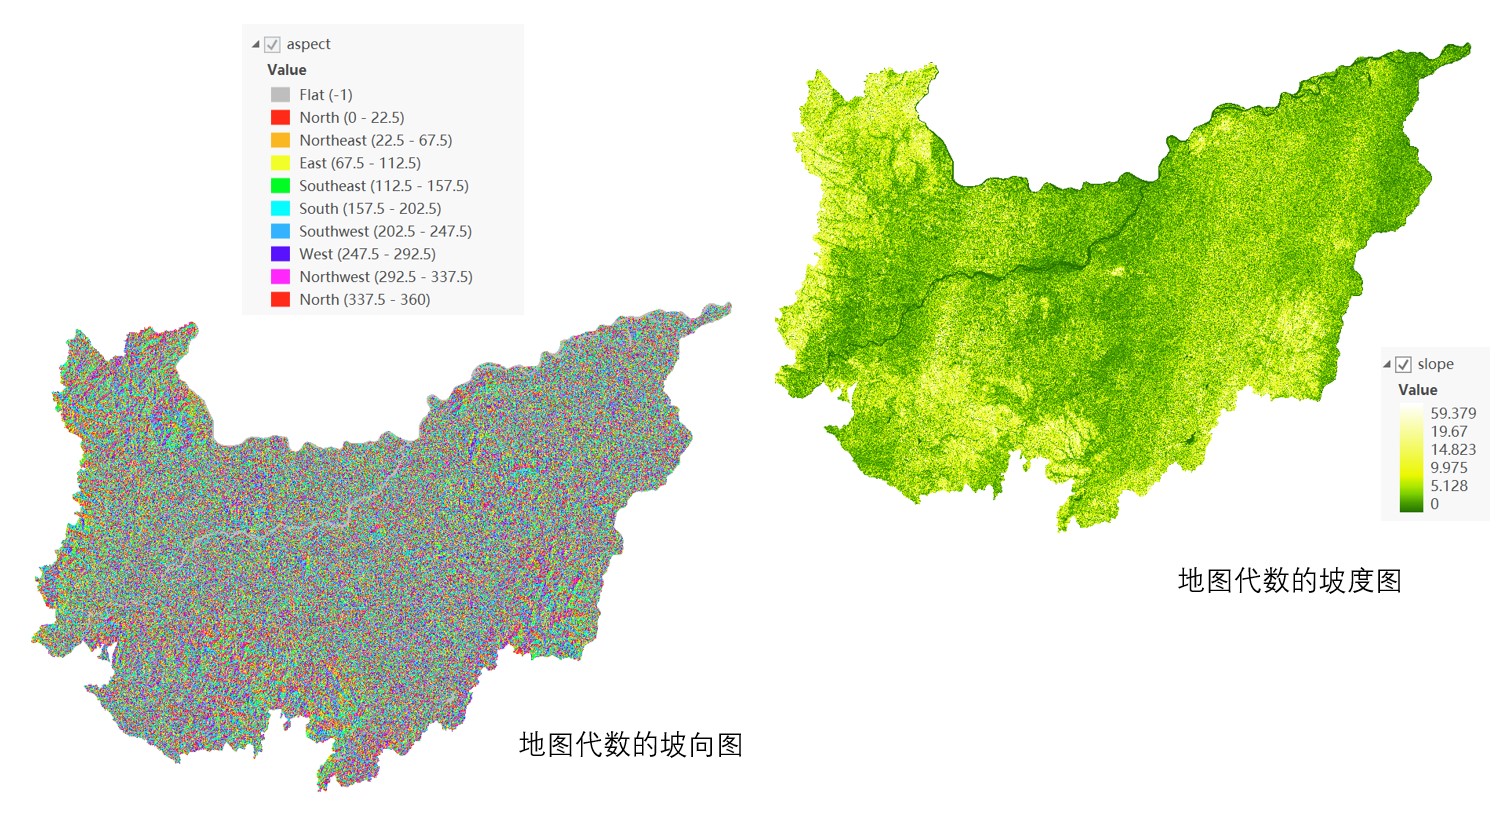 aspect
Value
Flat (-1)
North (0 - 22.5)
Northeast (22.5 - 67.5)
East (67.5 - 112.5)
Southeast (112.5 - 157.5)
South (157.5 - 202.5)
Southwest (202.5 - 247.5)
West (247.5 - 292.5)
Northwest (292.5 - 337.5)
North (337.5 - 360)
地图代数的坡向图
slope
Value
59.379
19.67
14.823
9.975
5.128
0
地图代数的坡度图